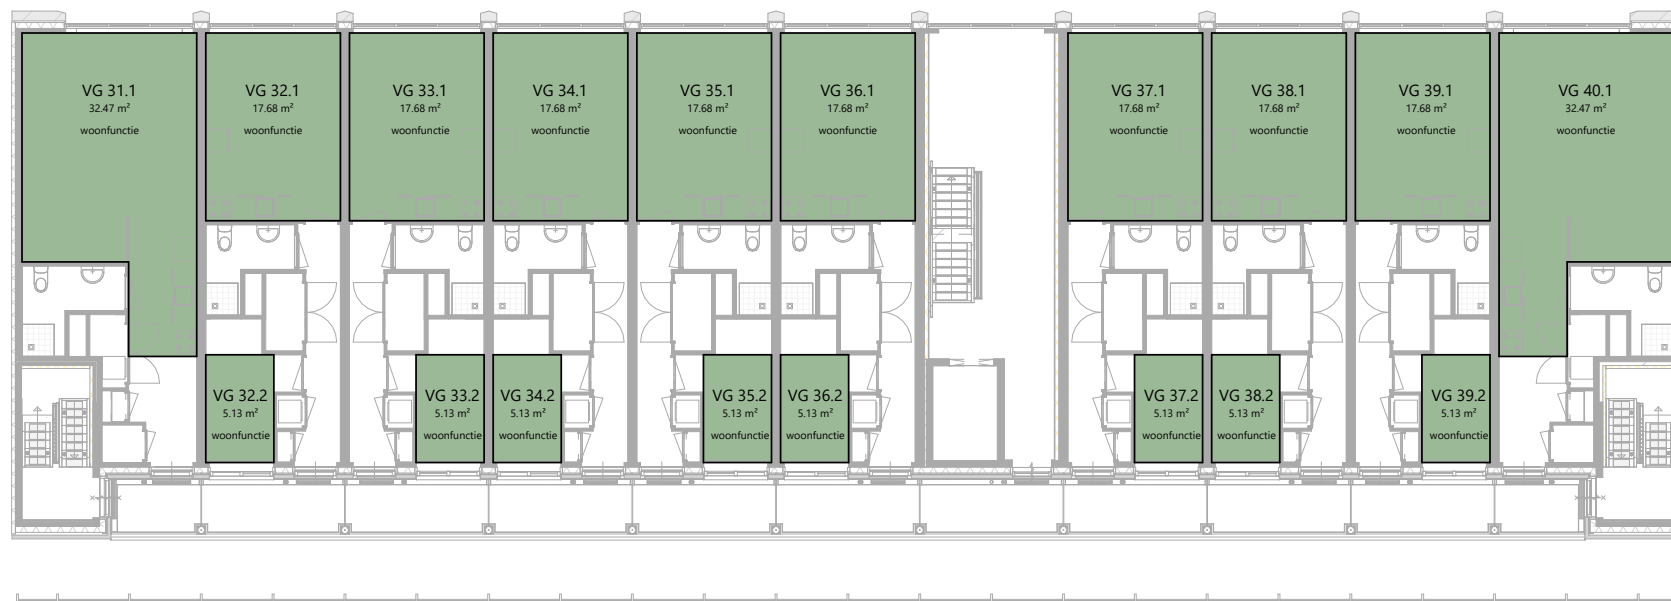 VG 31.1
32.47 m²
woonfunctie
VG 32.1
17.68 m²
woonfunctie
VG 33.1
17.68 m²
woonfunctie
VG 34.1
17.68 m²
woonfunctie
VG 35.1
17.68 m²
woonfunctie
VG 36.1
17.68 m²
woonfunctie
VG 37.1
17.68 m²
woonfunctie
VG 38.1
17.68 m²
woonfunctie
VG 39.1
17.68 m²
woonfunctie
VG 40.1
32.47 m²
woonfunctie
VG 32.2
5.13 m²
woonfunctie
VG 33.2
5.13 m²
woonfunctie
VG 34.2
5.13 m²
woonfunctie
VG 35.2
5.13 m²
woonfunctie
VG 36.2
5.13 m²
woonfunctie
VG 37.2
5.13 m²
woonfunctie
VG 38.2
5.13 m²
woonfunctie
VG 39.2
5.13 m²
woonfunctie